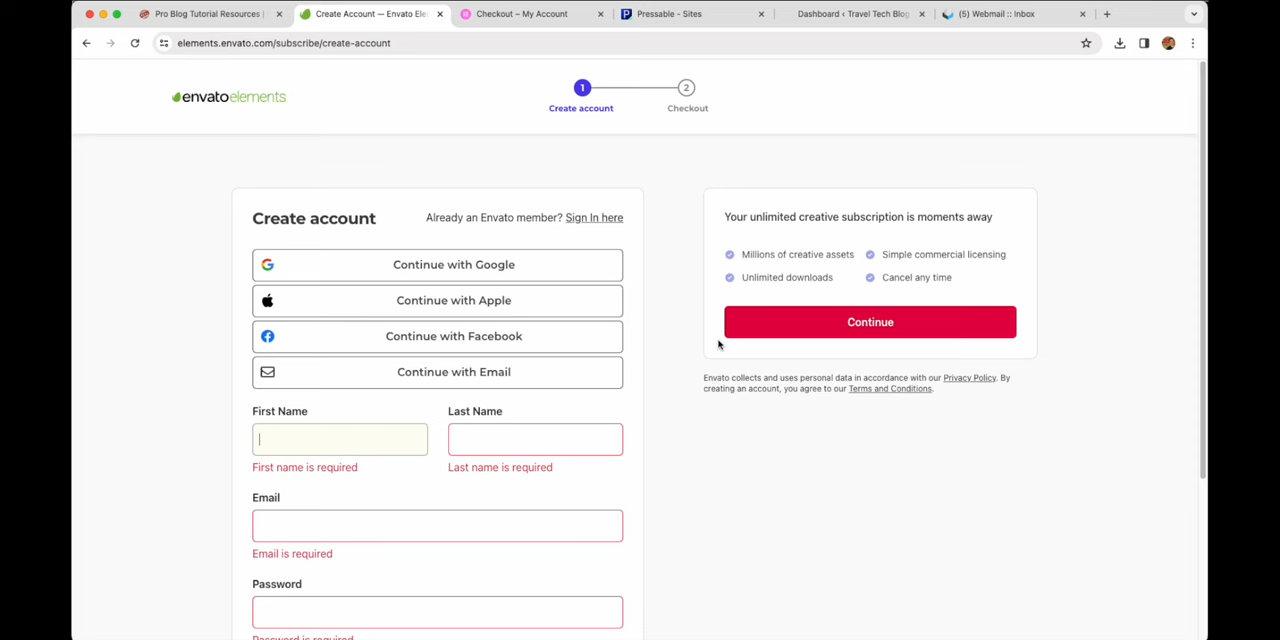 Pro Blog Tutorial Resources |
Create Account — Envato Ele
Checkout – My Account
Pressable - Sites
Dashboard ‹ Travel Tech Blog
(5) Webmail :: Inbox
elements.envato.com/subscribe/create-account
envatoelements
1
2
Create account
Checkout
Create account
Already an Envato member? Sign In here
Continue with Google
Continue with Apple
Continue with Facebook
Continue with Email
First Name
Last Name
First name is required
Last name is required
Email
Email is required
Password
Password is required
Your unlimited creative subscription is moments away
Millions of creative assets
Simple commercial licensing
Unlimited downloads
Cancel any time
Continue
Envato collects and uses personal data in accordance with our Privacy Policy. By
creating an account, you agree to our Terms and Conditions.